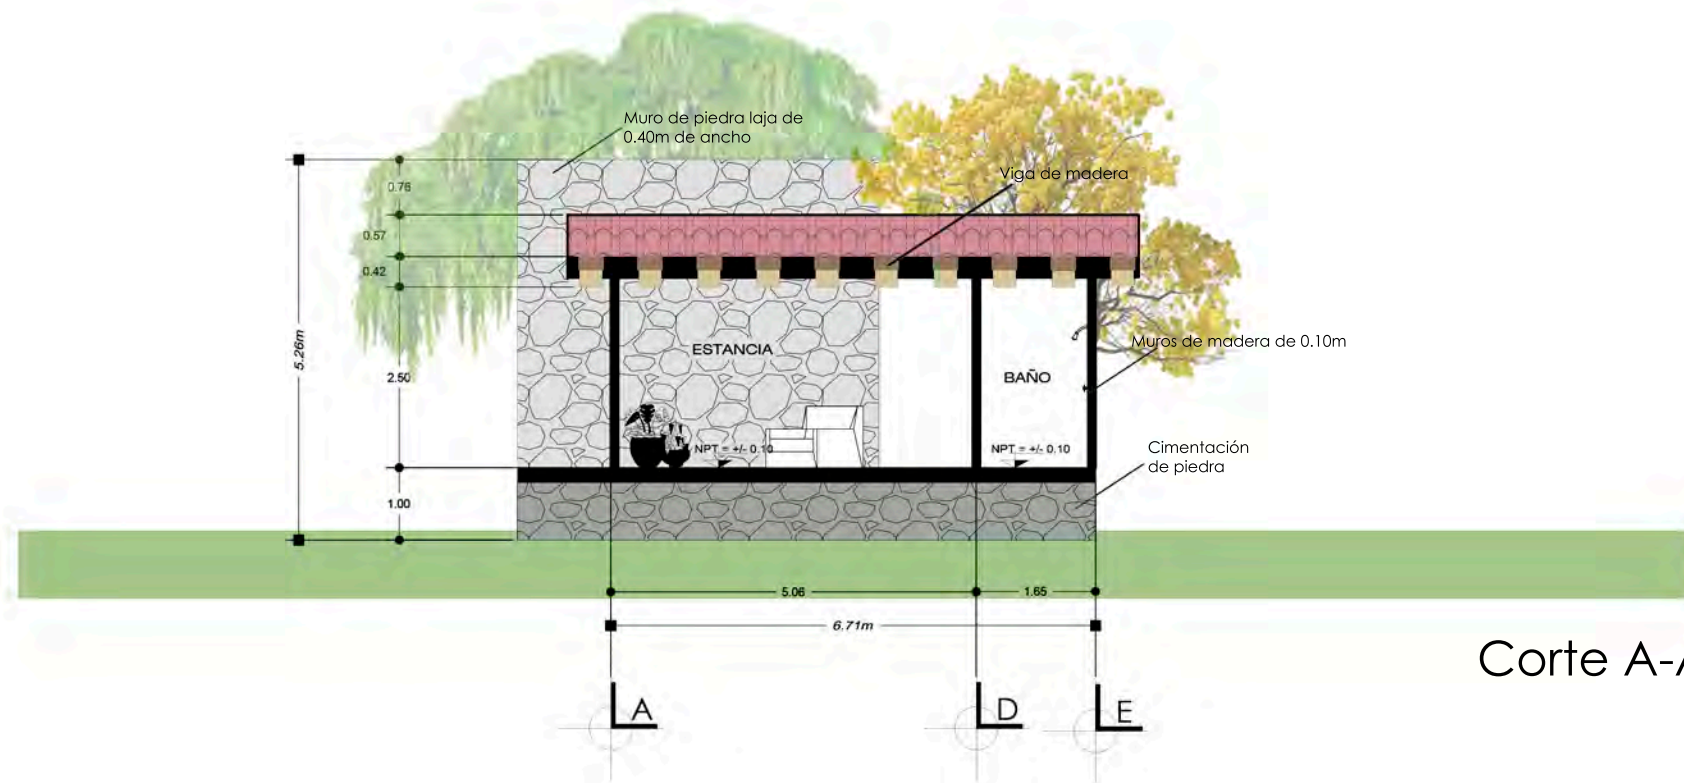 Muro de piedra laja de
0.40m de ancho
Viga de madera
0.76
0.57
0.42
5.26m
2.50
1.00
ESTANCIA
BAÑO
Muros de madera de 0.10m
NPT = +/- 0.10
NPT = +/- 0.10
Cimentación
de piedra
5.06
1.65
6.71m
Corte A-A
A
D
E